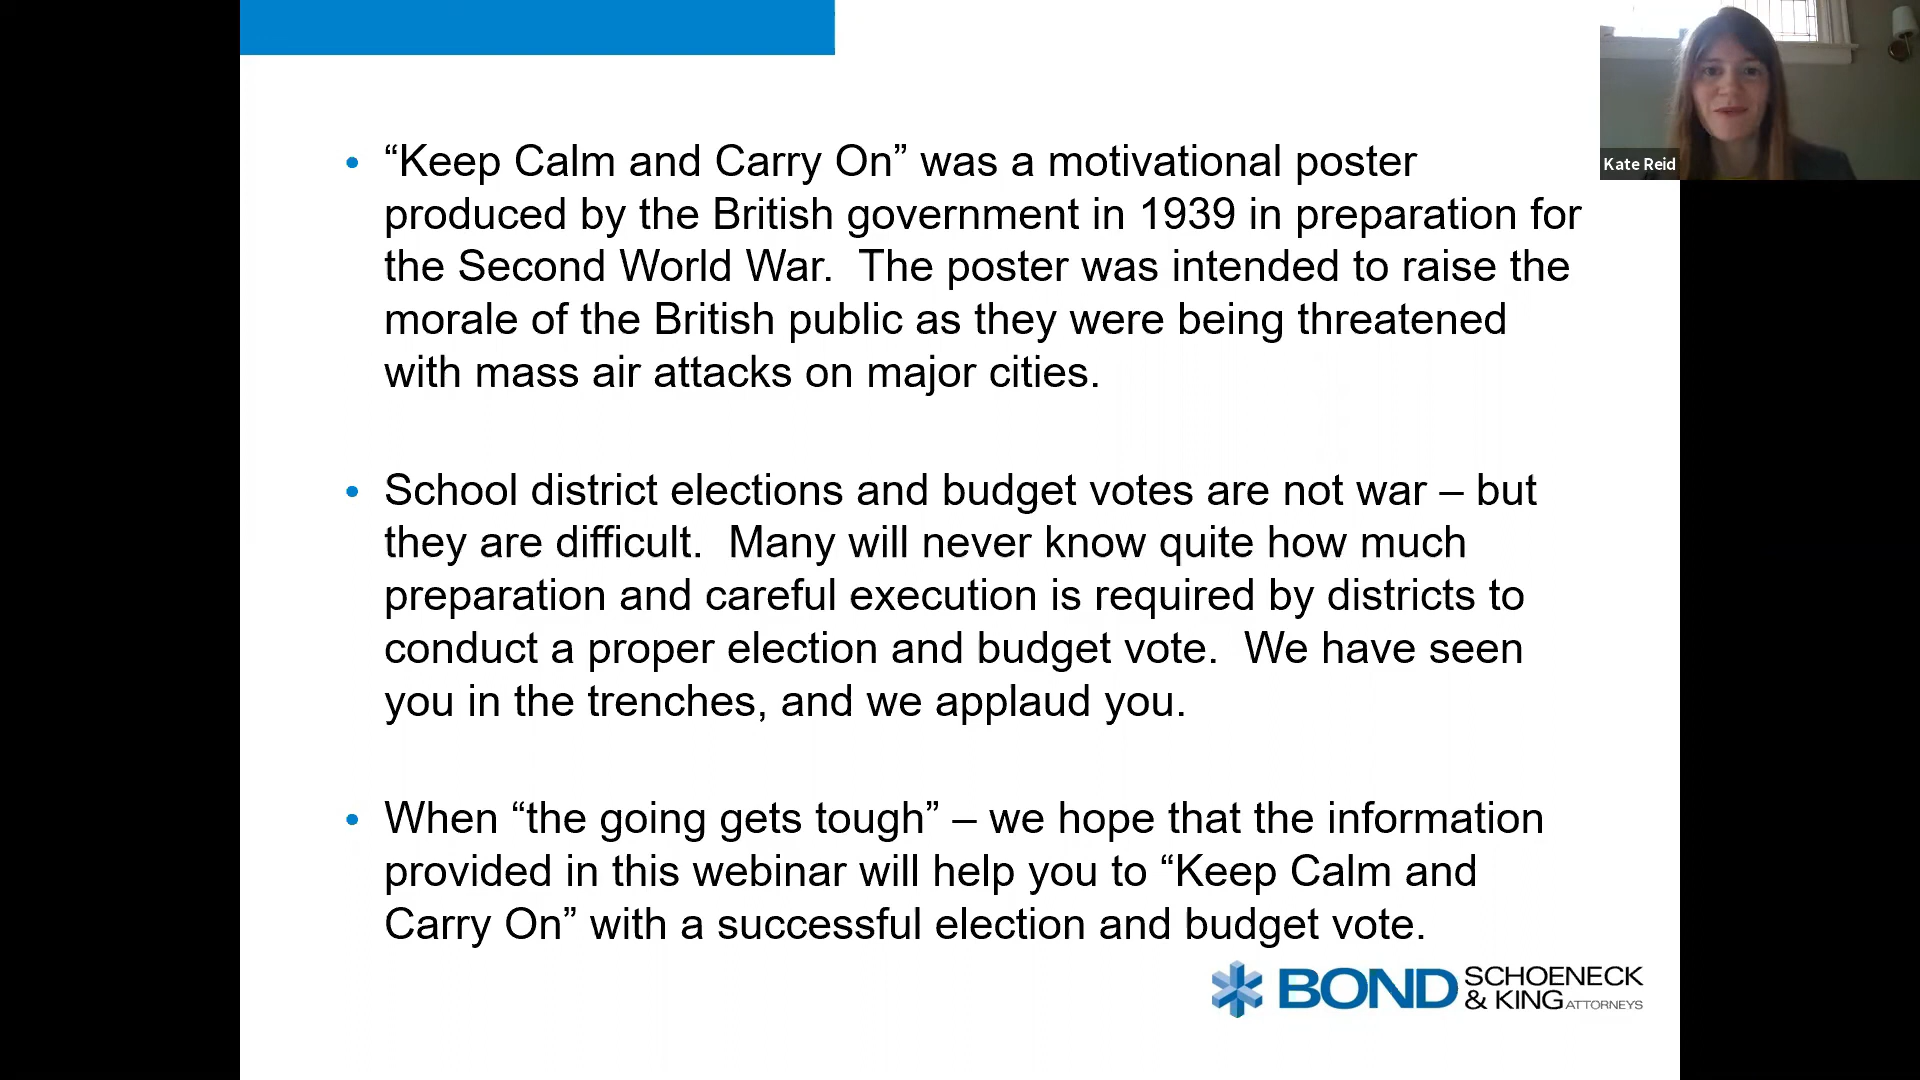 • “Keep Calm and Carry On” was a motivational poster
produced by the British government in 1939 in preparation for
the Second World War.  The poster was intended to raise the
morale of the British public as they were being threatened
with mass air attacks on major cities.
• School district elections and budget votes are not war – but
they are difficult.  Many will never know quite how much
preparation and careful execution is required by districts to
conduct a proper election and budget vote.  We have seen
you in the trenches, and we applaud you.
• When “the going gets tough” – we hope that the information
provided in this webinar will help you to “Keep Calm and
Carry On” with a successful election and budget vote.
Kate Reid
BOND SCHOENECK
& KING ATTORNEYS